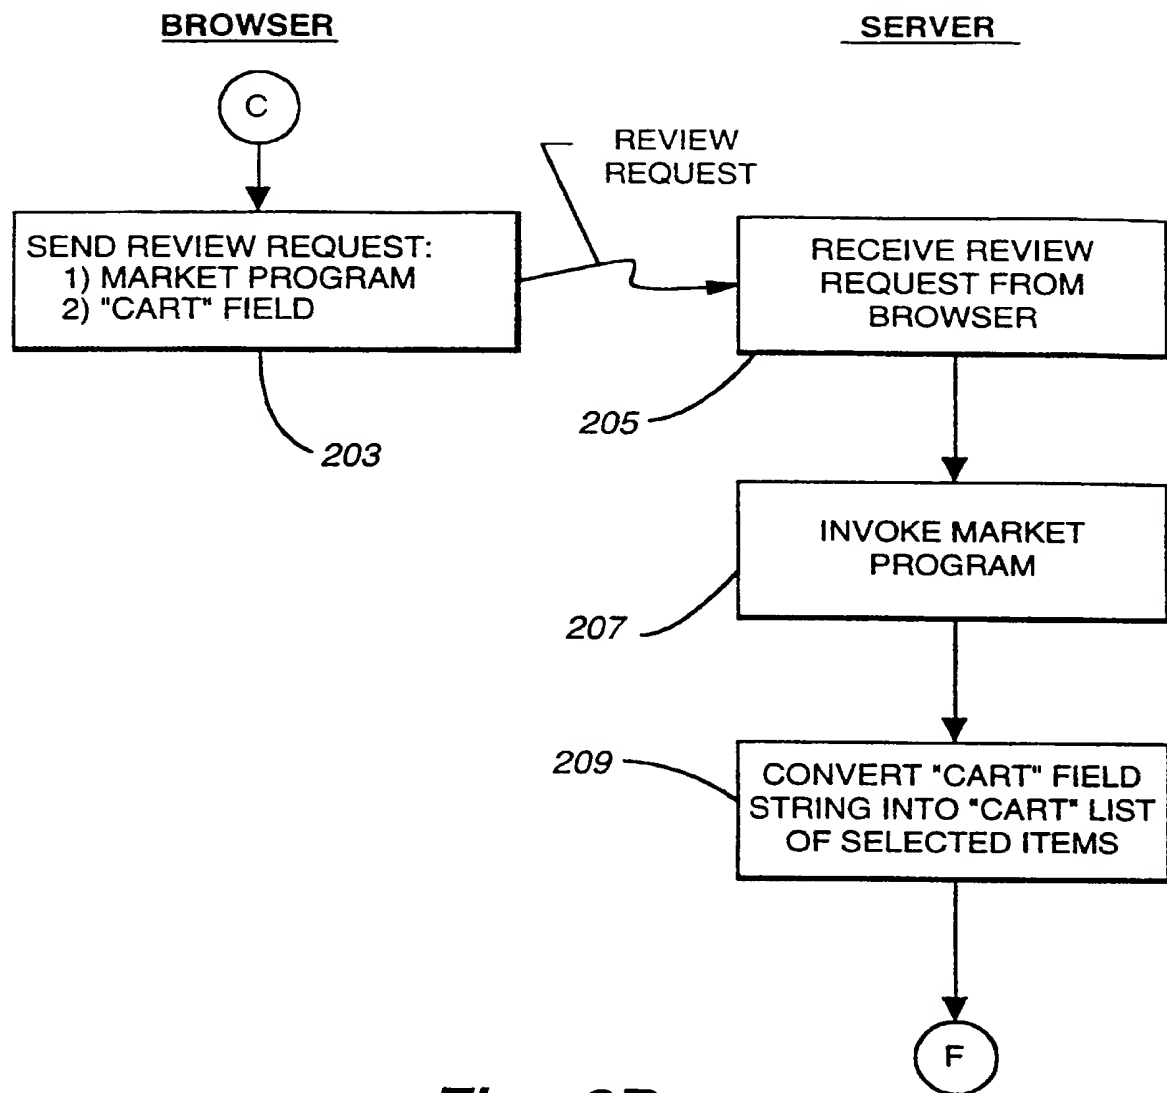 BROWSER
SERVER
C
REVIEW
REQUEST
SEND REVIEW REQUEST:
1) MARKET PROGRAM
2) "CART" FIELD
RECEIVE REVIEW
REQUEST FROM
BROWSER
205
203
INVOKE MARKET
PROGRAM
207
209
CONVERT "CART" FIELD
STRING INTO "CART" LIST
OF SELECTED ITEMS
F